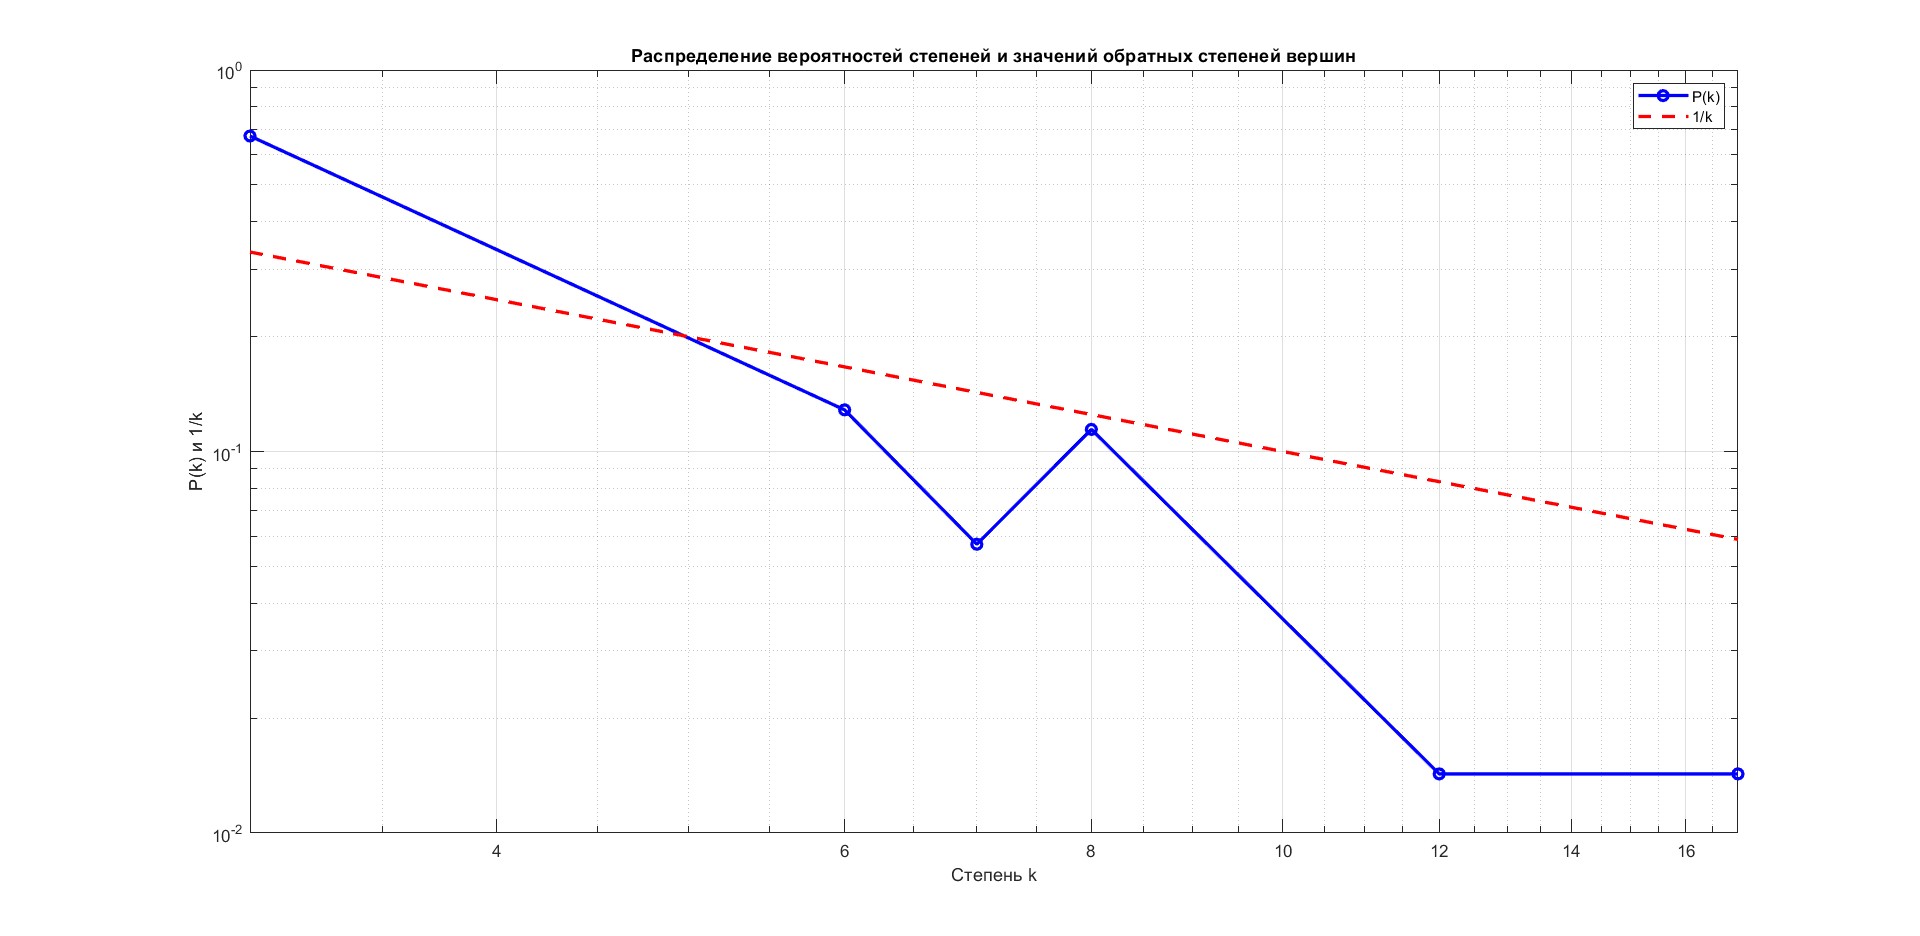 Распределение вероятностей степеней и значений обратных степеней вершин
10^0
P(k)
1/k
P(k) и 1/k
10^-1
10^-2
4 6 8 10 12 14 16
Степень k